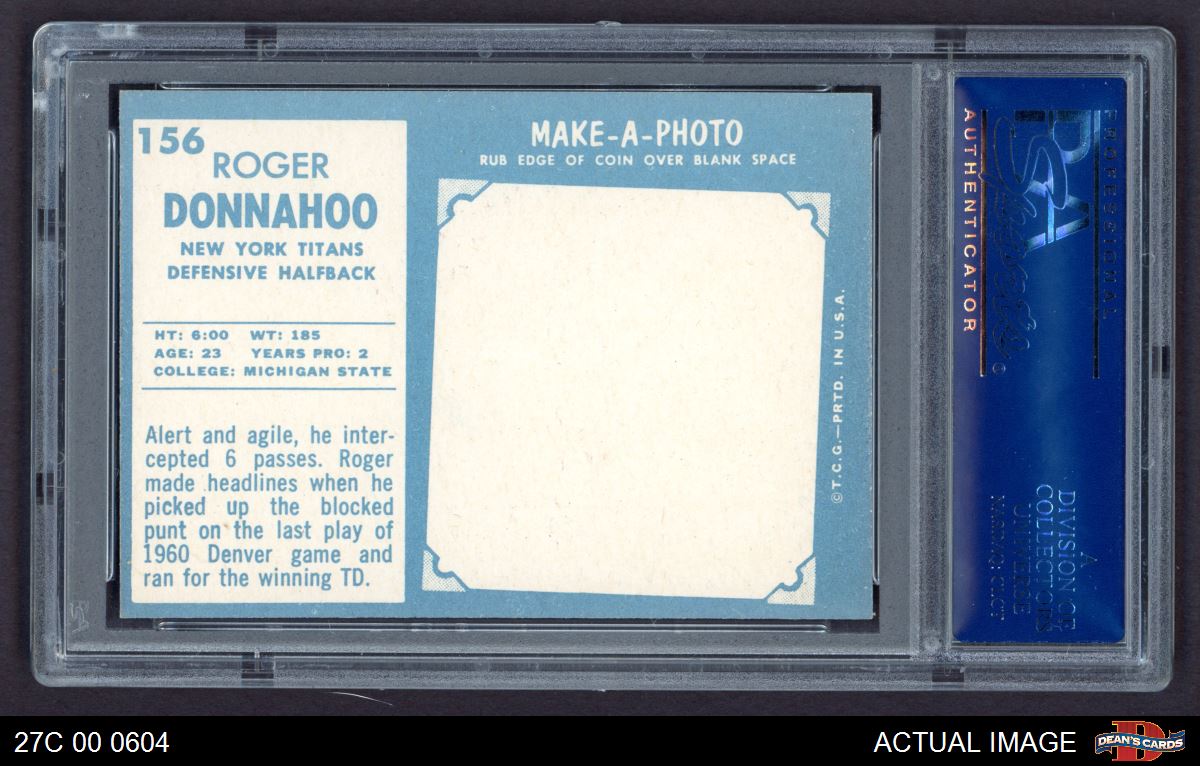 156
ROGER
DONNAHOO
NEW YORK TITANS
DEFENSIVE HALFBACK
HT: 6:00 WT: 185
AGE: 23 YEARS PRO: 2
COLLEGE: MICHIGAN STATE
Alert and agile, he inter-
cepted 6 passes. Roger
made headlines when he
picked up the blocked
punt on the last play of
1960 Denver game and
ran for the winning TD.
MAKE-A-PHOTO
RUB EDGE OF COIN OVER BLANK SPACE
©T.C.G.—PRTD. IN U.S.A.
PROFESSIONAL
PSA
AUTHENTICATOR
A
DIVISION OF
COLLECTORS
UNIVERSE
NASDAQ: CLCT
27C 00 0604
ACTUAL IMAGE
D
DEAN'S CARDS